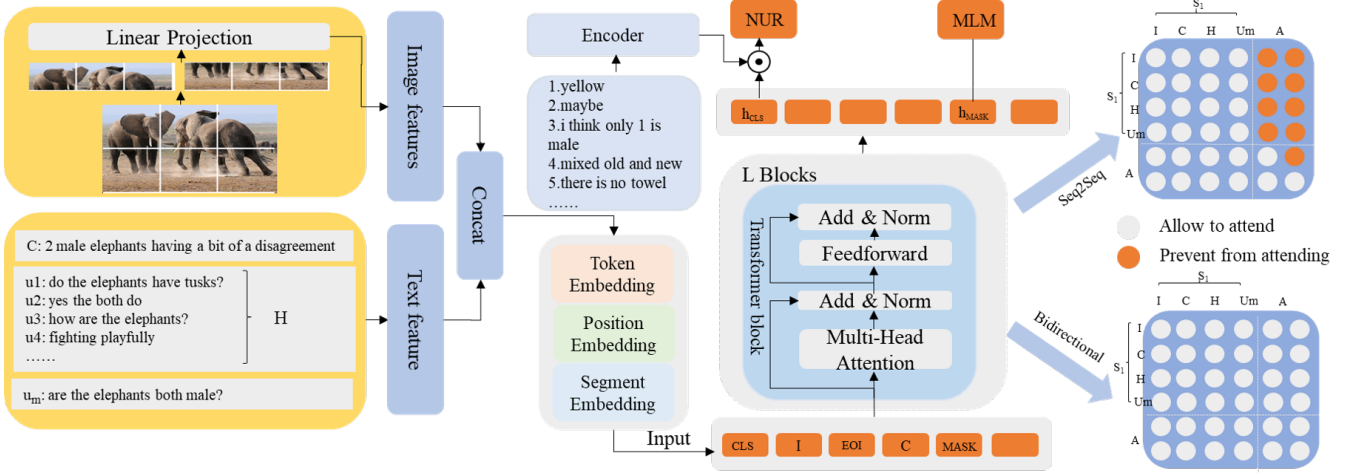 Linear Projection
C: 2 male elephants having a bit of a disagreement
u1: do the elephants have tusks?
u2: yes the both do
u3: how are the elephants?
u4: fighting playfully
……
H
um: are the elephants both male?
Image features
Text feature
Concat
Encoder
1.yellow
2.maybe
3.i think only 1 is
male
4.mixed old and new
5.there is no towel
……
Token
Embedding
Position
Embedding
Segment
Embedding
Input
NUR
MLM
hCLS
hMASK
L Blocks
Transformer block
Add & Norm
Feedforward
Add & Norm
Multi-Head
Attention
CLS
I
EOI
C
MASK
Seq2Seq
Bidirectional
S1
I C H Um A
I
C
S1
H
Um
A
Allow to attend
Prevent from attending
S1
I C H Um A
I
C
S1
H
Um
A